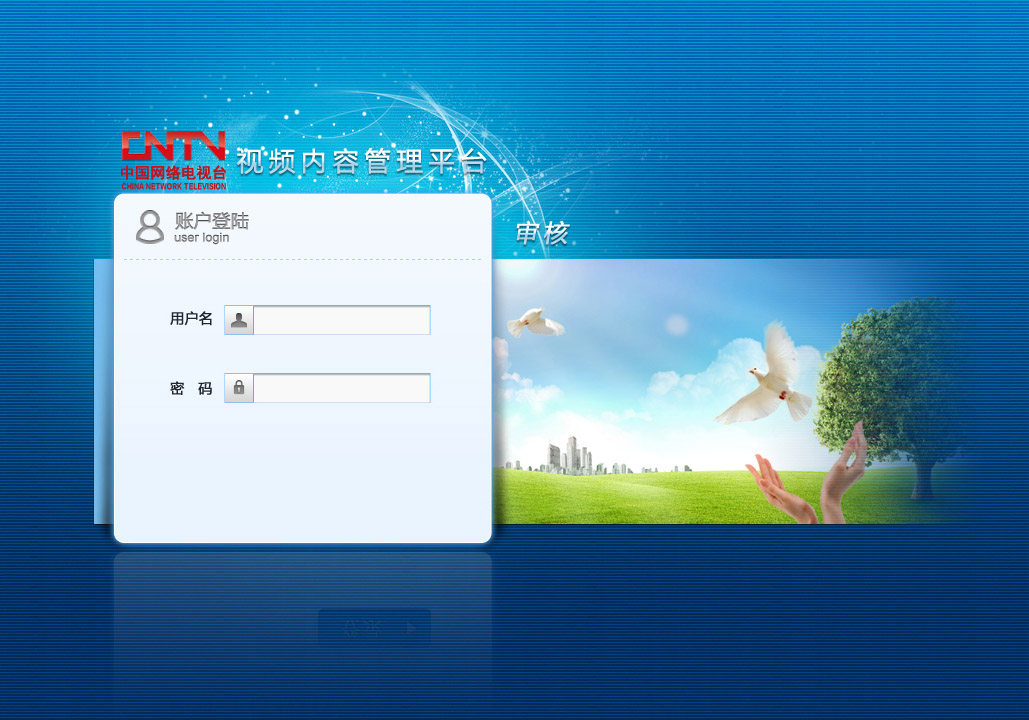 CNTV
中国网络电视台
CHINA NETWORK TELEVISION
视频内容管理平台
账户登陆
user login
审核
用户名
密 码